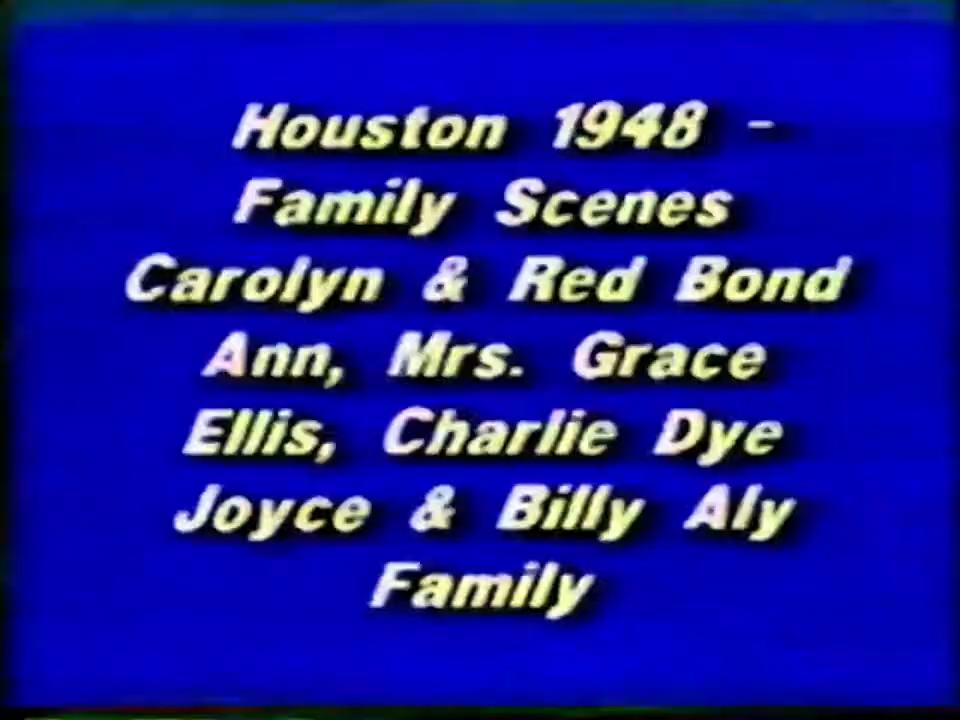 Houston 1948 -
Family Scenes
Carolyn & Red Bond
Ann, Mrs. Grace
Ellis, Charlie Dye
Joyce & Billy Aly
Family